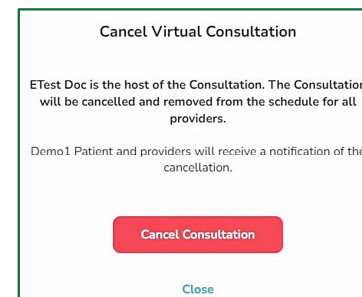 Cancel Virtual Consultation
ETest Doc is the host of the Consultation. The Consultation
will be cancelled and removed from the schedule for all
providers.
Demo1 Patient and providers will receive a notification of the
cancellation.
Cancel Consultation
Close